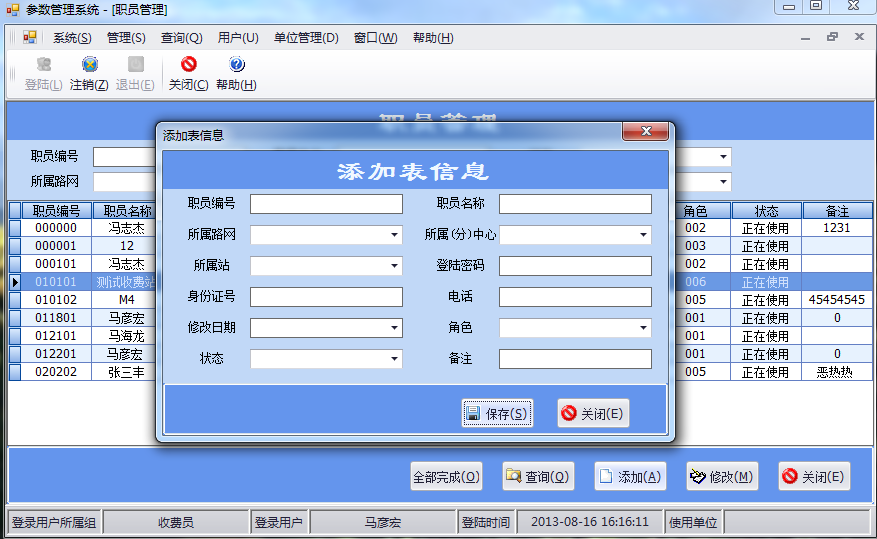 参数管理系统 - [职员管理]
系统(S) 管理(S) 查询(Q) 用户(U) 单位管理(D) 窗口(W) 帮助(H)
登陆(L) 注销(Z) 退出(E) 关闭(C) 帮助(H)
职员管理
职员编号
所属路网
职员编号 职员名称 角色 状态 备注
000000 冯志杰 002 正在使用 1231
000001 12 003 正在使用
000101 冯志杰 002 正在使用
010101 测试收费站 006 正在使用
010102 M4 005 正在使用 45454545
011801 马彦宏 001 正在使用 0
012101 马海龙 001 正在使用
012201 马彦宏 001 正在使用 0
020202 张三丰 005 正在使用 恶热热
添加表信息
添加表信息
职员编号 职员名称
所属路网 所属(分)中心
所属站 登陆密码
身份证号 电话
修改日期 角色
状态 备注
保存(S) 关闭(E)
全部完成(O) 查询(Q) 添加(A) 修改(M) 关闭(E)
登录用户所属组 收费员 登录用户 马彦宏 登陆时间 2013-08-16 16:16:11 使用单位